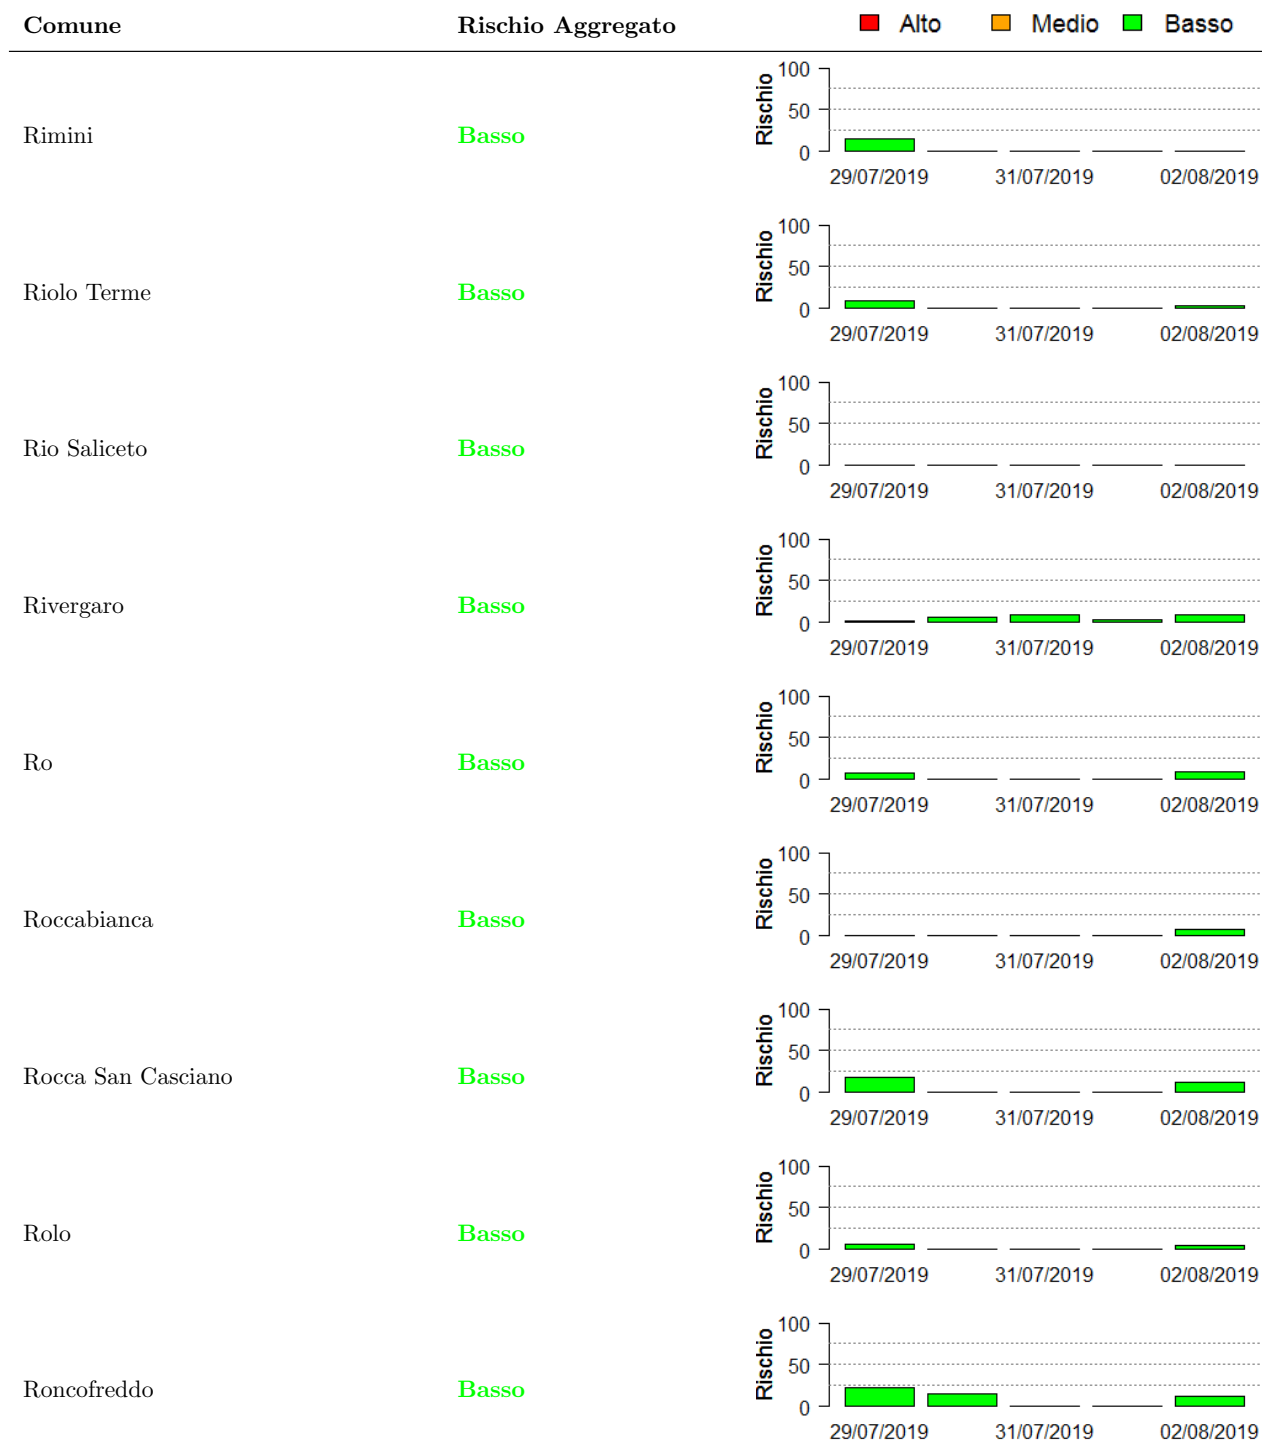 Comune Rischio Aggregato Alto Medio Basso
100
50
0
Rischio
Rimini Basso
29/07/2019 31/07/2019 02/08/2019
100
50
0
Rischio
Riolo Terme Basso
29/07/2019 31/07/2019 02/08/2019
100
50
0
Rischio
Rio Saliceto Basso
29/07/2019 31/07/2019 02/08/2019
100
50
0
Rischio
Rivergaro Basso
29/07/2019 31/07/2019 02/08/2019
100
50
0
Rischio
Ro Basso
29/07/2019 31/07/2019 02/08/2019
100
50
0
Rischio
Roccabianca Basso
29/07/2019 31/07/2019 02/08/2019
100
50
0
Rischio
Rocca San Casciano Basso
29/07/2019 31/07/2019 02/08/2019
100
50
0
Rischio
Rolo Basso
29/07/2019 31/07/2019 02/08/2019
100
50
0
Rischio
Roncofreddo Basso
29/07/2019 31/07/2019 02/08/2019